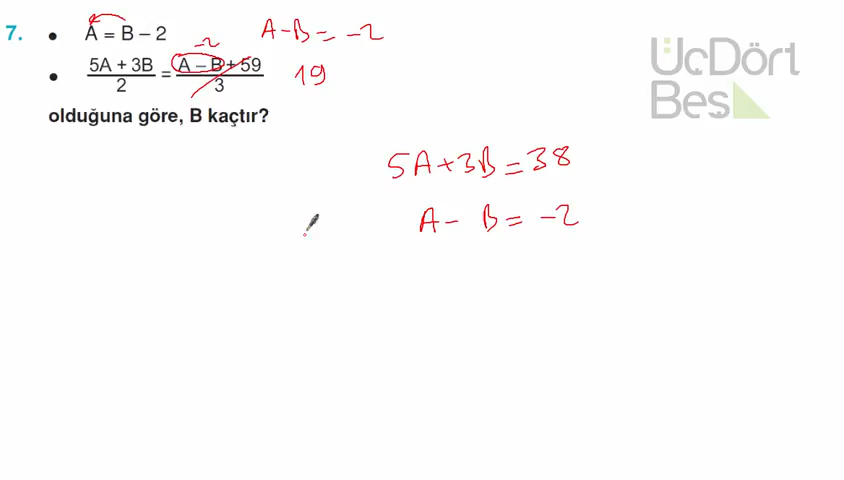 7. • A = B – 2 A-B = -2
-2
• 5A + 3B / 2 = A – B + 59 / 3 19
olduğuna göre, B kaçtır?
ÜçDört
Beş
5A+3B=38
A - B = -2